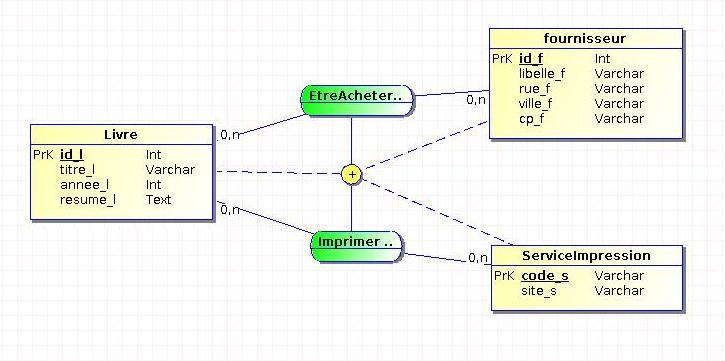 fournisseur
PrK id_f Int
libelle_f Varchar
rue_f Varchar
ville_f Varchar
cp_f Varchar
EtreAcheter..
0,n
0,n
Livre
PrK id_l Int
titre_l Varchar
annee_l Int
resume_l Text
+
0,n
Imprimer ..
0,n
ServiceImpression
PrK code_s Varchar
site_s Varchar